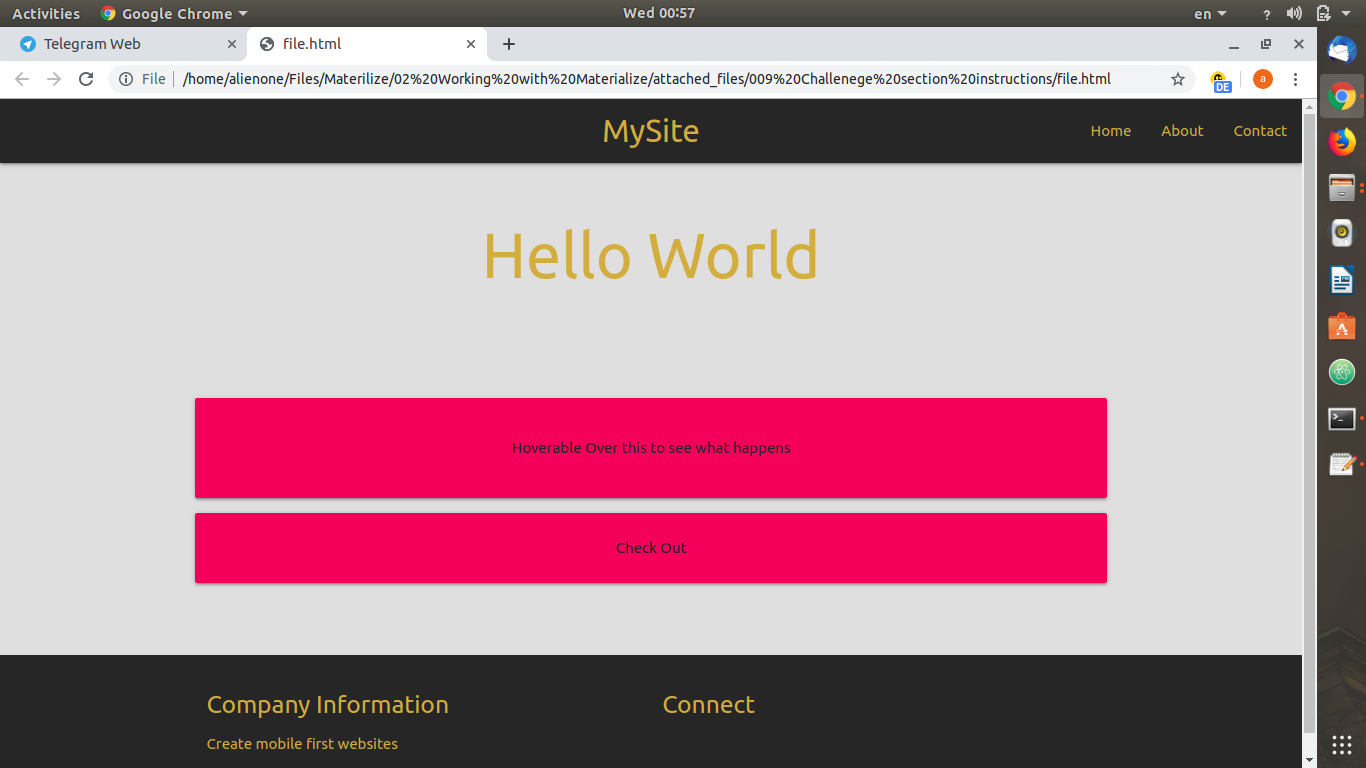 Activities Google Chrome Wed 00:57 en ?
Telegram Web file.html
File /home/alienone/Files/Materilize/02%20Working%20with%20Materialize/attached_files/009%20Challenege%20section%20instructions/file.html DE a
MySite Home About Contact
Hello World
Hoverable Over this to see what happens
Check Out
Company Information Connect
Create mobile first websites